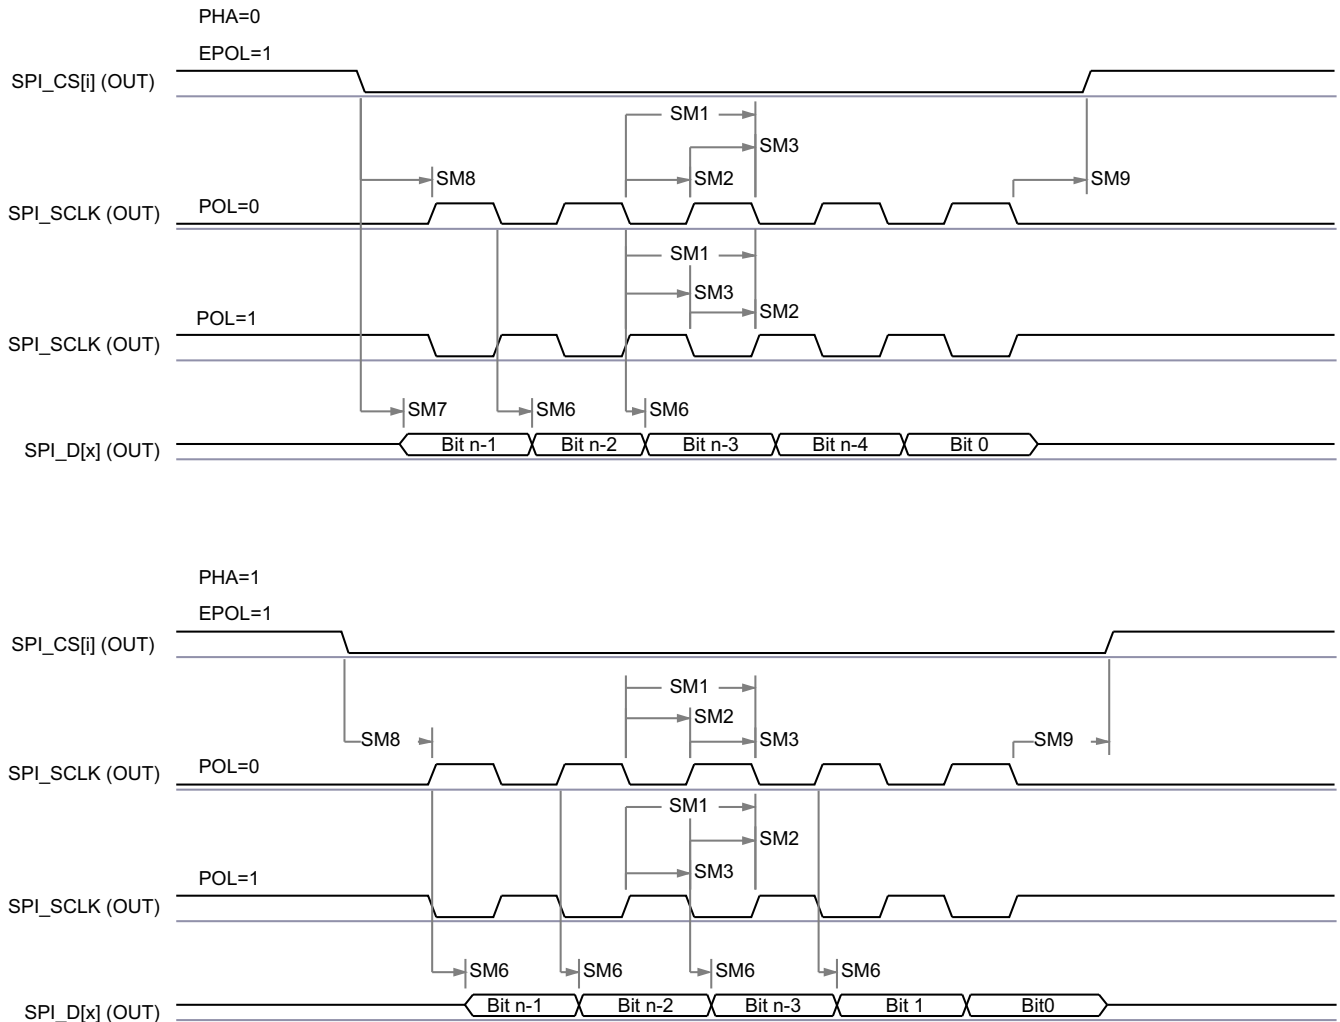 PHA=0
EPOL=1
SPI_CS[i] (OUT)
SM1
SM3
SM8
SM2
SM9
POL=0
SPI_SCLK (OUT)
SM1
SM3
SM2
POL=1
SPI_SCLK (OUT)
SM7
SM6
SM6
SPI_D[x] (OUT)
Bit n-1
Bit n-2
Bit n-3
Bit n-4
Bit 0
PHA=1
EPOL=1
SPI_CS[i] (OUT)
SM1
SM2
SM8
SM3
SM9
POL=0
SPI_SCLK (OUT)
SM1
SM2
SM3
POL=1
SPI_SCLK (OUT)
SM6
SM6
SM6
SM6
SPI_D[x] (OUT)
Bit n-1
Bit n-2
Bit n-3
Bit 1
Bit0